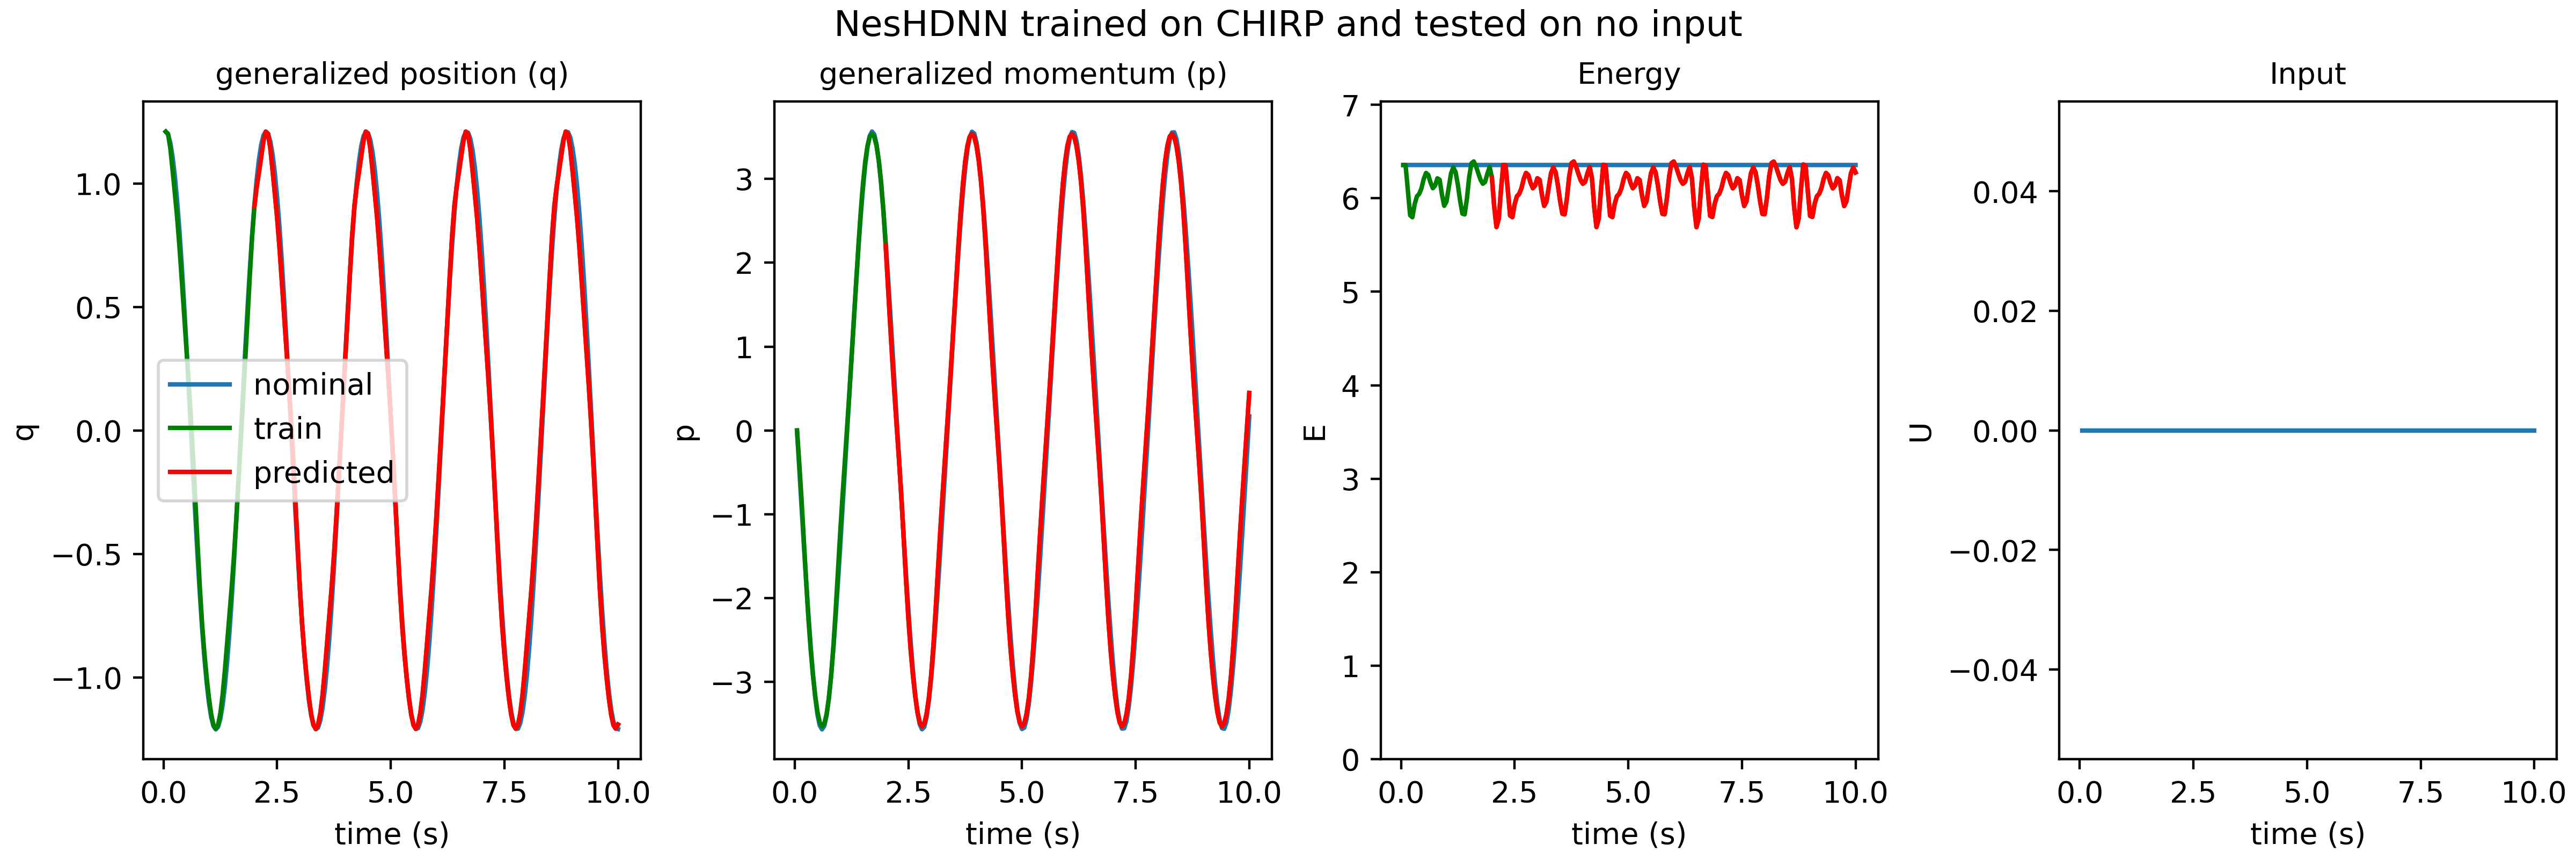 NesHDNN trained on CHIRP and tested on no input
generalized position (q)
1.0
0.5
0.0
−0.5
−1.0
q
nominal
train
predicted
0.0 2.5 5.0 7.5 10.0
time (s)
generalized momentum (p)
3
2
1
0
−1
−2
−3
p
0.0 2.5 5.0 7.5 10.0
time (s)
Energy
7
6
5
4
3
2
1
0
E
0.0 2.5 5.0 7.5 10.0
time (s)
Input
0.04
0.02
0.00
−0.02
−0.04
U
0.0 2.5 5.0 7.5 10.0
time (s)